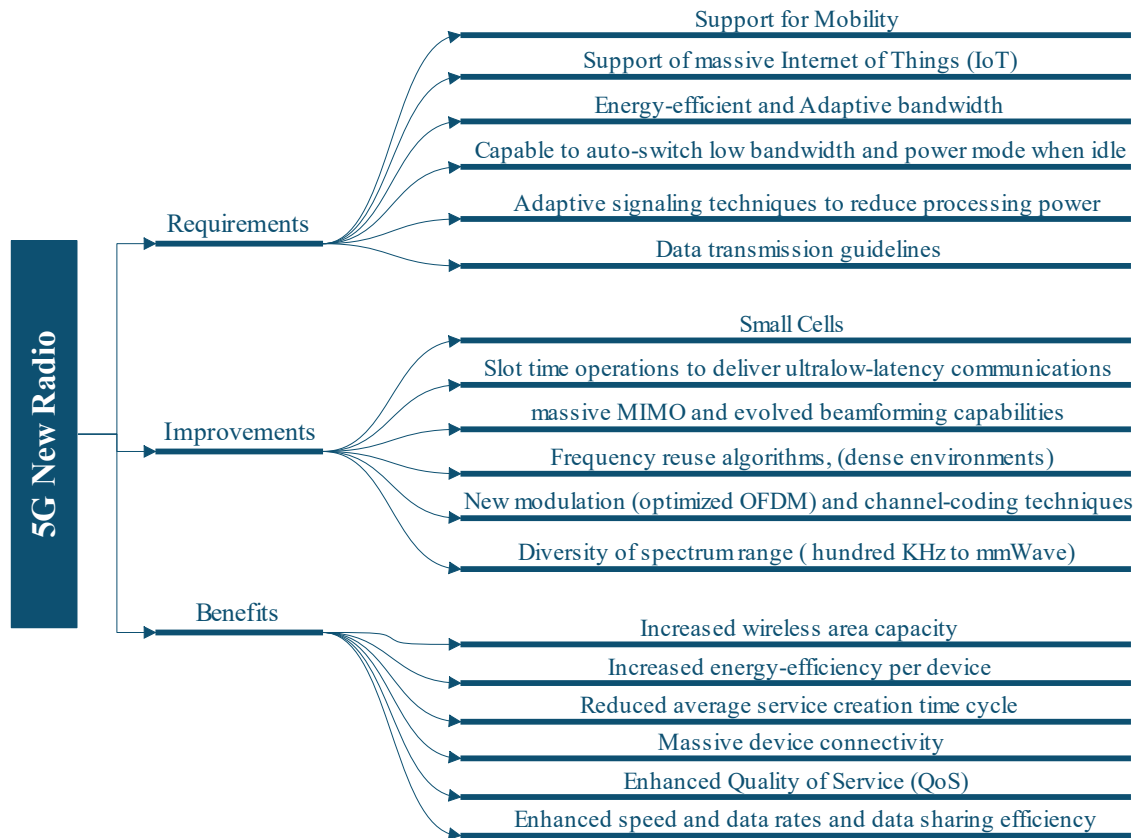 5G New Radio
Requirements
Support for Mobility
Support of massive Internet of Things (IoT)
Energy-efficient and Adaptive bandwidth
Capable to auto-switch low bandwidth and power mode when idle
Adaptive signaling techniques to reduce processing power
Data transmission guidelines
Improvements
Small Cells
Slot time operations to deliver ultralow-latency communications
massive MIMO and evolved beamforming capabilities
Frequency reuse algorithms, (dense environments)
New modulation (optimized OFDM) and channel-coding techniques
Diversity of spectrum range ( hundred KHz to mmWave)
Benefits
Increased wireless area capacity
Increased energy-efficiency per device
Reduced average service creation time cycle
Massive device connectivity
Enhanced Quality of Service (QoS)
Enhanced speed and data rates and data sharing efficiency